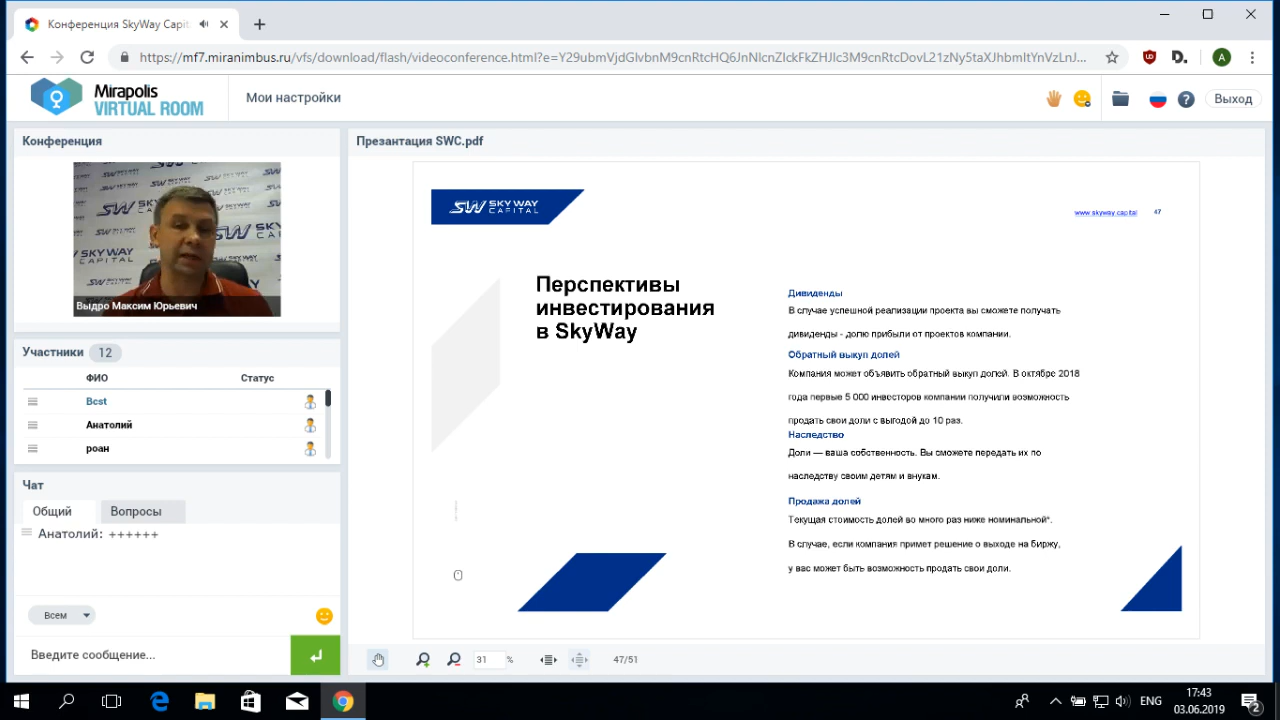 Конференция SkyWay Capit
https://mf7.miranimbus.ru/vfs/download/flash/videoconference.html?e=Y29ubmVjdGlvbnM9cnRtcHQ6JnNlcnZlckFkZHJlc3M9cnRtcDovL21zNy5taXJhbmltYnVzLnJ...
A
Mirapolis
VIRTUAL ROOM
Мои настройки
Выход
Конференция
SKY WAY
CAPITAL
Выдро Максим Юрьевич
Участники 12
ФИО Статус
Bcst
Анатолий
роан
Чат
Общий Вопросы
Анатолий: ++++++
Всем
Введите сообщение...
Презантация SWC.pdf
SW SKY WAY
CAPITAL
www.skyway.capital 47
Перспективы
инвестирования
в SkyWay
Дивиденды
В случае успешной реализации проекта вы сможете получать
дивиденды - долю прибыли от проектов компании.
Обратный выкуп долей
Компания может объявить обратный выкуп долей. В октябре 2018
года первые 5 000 инвесторов компании получили возможность
продать свои доли с выгодой до 10 раз.
Наследство
Доли — ваша собственность. Вы сможете передать их по
наследству своим детям и внукам.
Продажа долей
Текущая стоимость долей во много раз ниже номинальной*.
В случае, если компания примет решение о выходе на биржу,
у вас может быть возможность продать свои доли.
31 %
47/51
ENG
17:43
03.06.2019
2